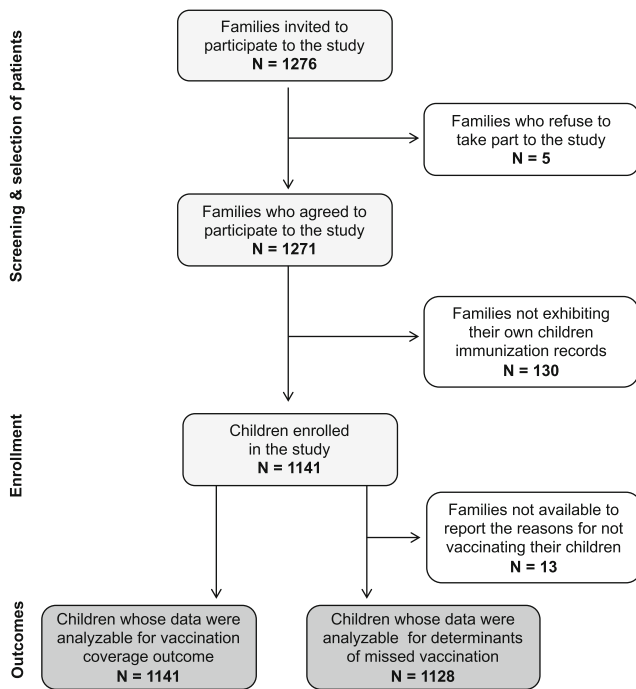 Screening & selection of patients
Families invited to
participate to the study
N = 1276
Families who refuse to
take part to the study
N = 5
Families who agreed to
participate to the study
N = 1271
Families not exhibiting
their own children
immunization records
N = 130
Enrollment
Children enrolled
in the study
N = 1141
Families not available to
report the reasons for not
vaccinating their children
N = 13
Outcomes
Children whose data were
analyzable for vaccination
coverage outcome
N = 1141
Children whose data were
analyzable for determinants
of missed vaccination
N = 1128